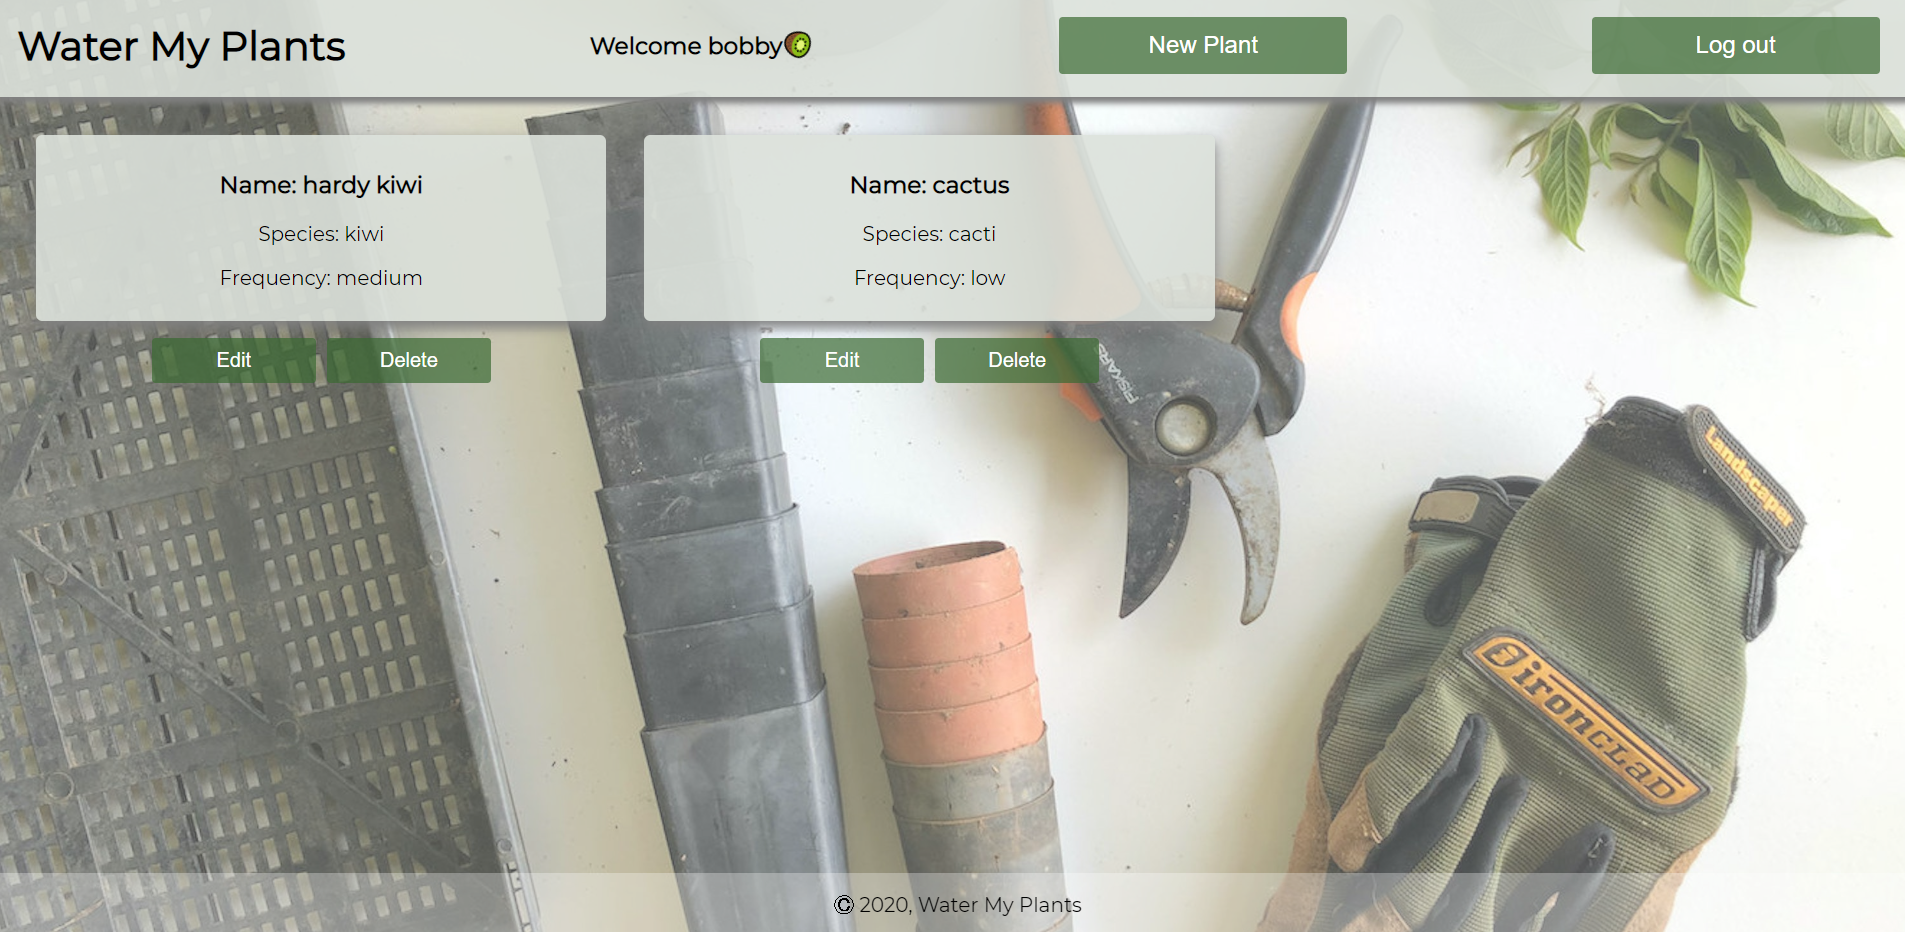 Water My Plants
Welcome bobby🥝
New Plant
Log out
Name: hardy kiwi
Species: kiwi
Frequency: medium
Edit
Delete
Name: cactus
Species: cacti
Frequency: low
Edit
Delete
FISKARS
Landscaper
IRONCLAD
© 2020, Water My Plants